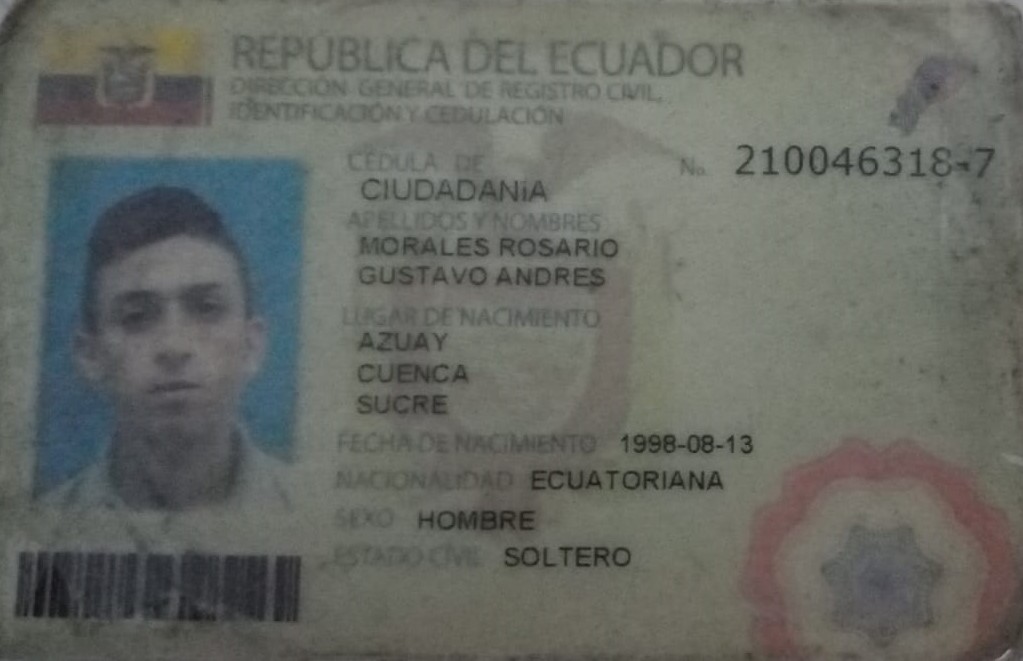 REPÚBLICA DEL ECUADOR
DIRECCIÓN GENERAL DE REGISTRO CIVIL,
IDENTIFICACIÓN Y CEDULACIÓN
CÉDULA DE No. 210046318-7
CIUDADANíA
APELLIDOS Y NOMBRES
MORALES ROSARIO
GUSTAVO ANDRES
LUGAR DE NACIMIENTO
AZUAY
CUENCA
SUCRE
FECHA DE NACIMIENTO 1998-08-13
NACIONALIDAD ECUATORIANA
SEXO HOMBRE
ESTADO CIVIL SOLTERO